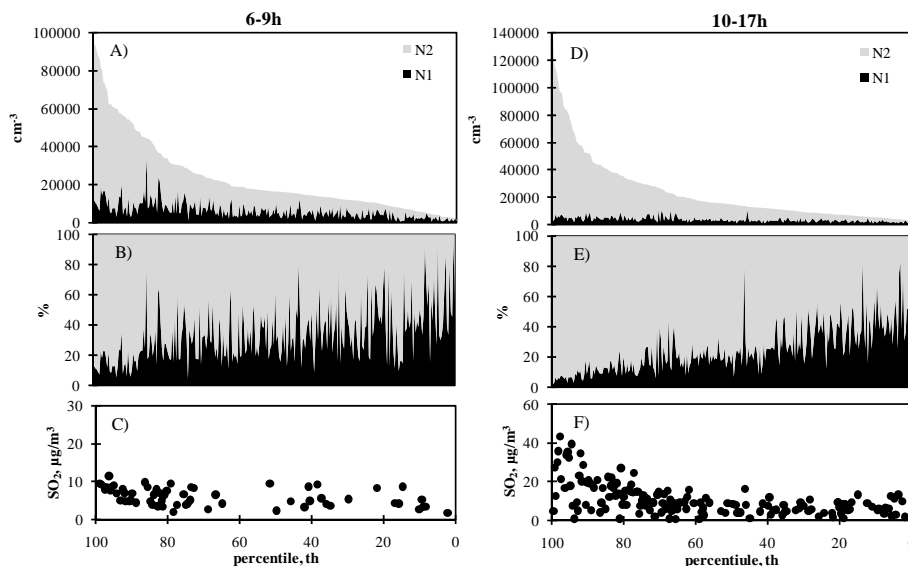 6-9h
10-17h
A)
N2
N1
100000
80000
60000
40000
20000
0
cm-3
D)
N2
N1
140000
120000
100000
80000
60000
40000
20000
0
cm-3
B)
100
80
60
40
20
0
%
E)
100
80
60
40
20
0
%
C)
30
20
10
0
SO2, µg/m3
100 80 60 40 20 0
percentile, th
F)
60
40
20
0
SO2, µg/m3
100 80 60 40 20 0
percentiule, th